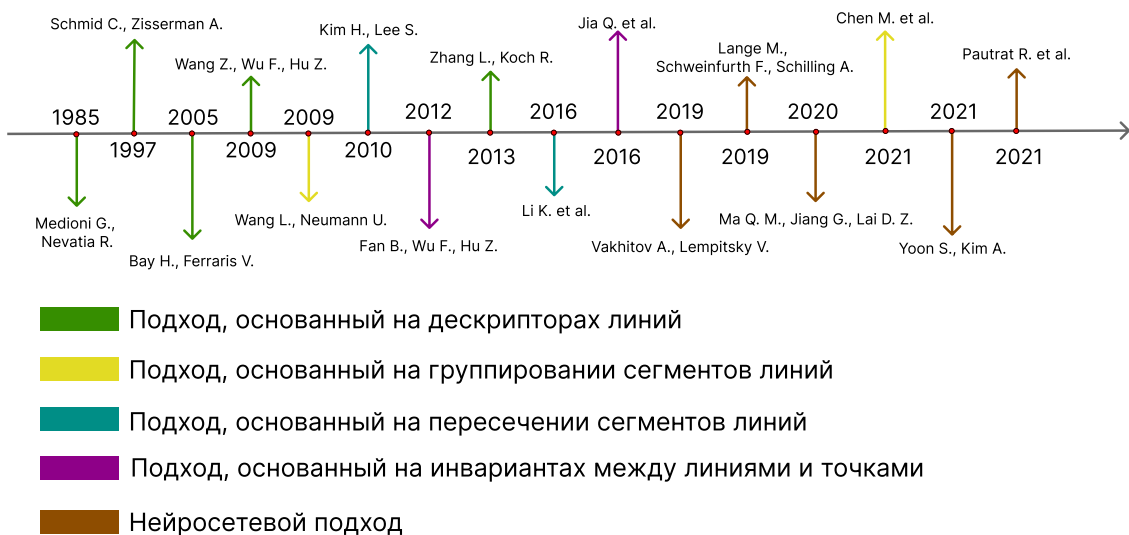 Schmid C., Zisserman A.
Wang Z., Wu F., Hu Z.
Kim H., Lee S.
Zhang L., Koch R.
Jia Q. et al.
Lange M.,
Schweinfurth F., Schilling A.
Chen M. et al.
Pautrat R. et al.
1985
1997
2005
2009
2009
2010
2012
2013
2016
2016
2019
2019
2020
2021
2021
2021
Medioni G.,
Nevatia R.
Bay H., Ferraris V.
Wang L., Neumann U.
Fan B., Wu F., Hu Z.
Li K. et al.
Vakhitov A., Lempitsky V.
Ma Q. M., Jiang G., Lai D. Z.
Yoon S., Kim A.
Подход, основанный на дескрипторах линий
Подход, основанный на группировании сегментов линий
Подход, основанный на пересечении сегментов линий
Подход, основанный на инвариантах между линиями и точками
Нейросетевой подход